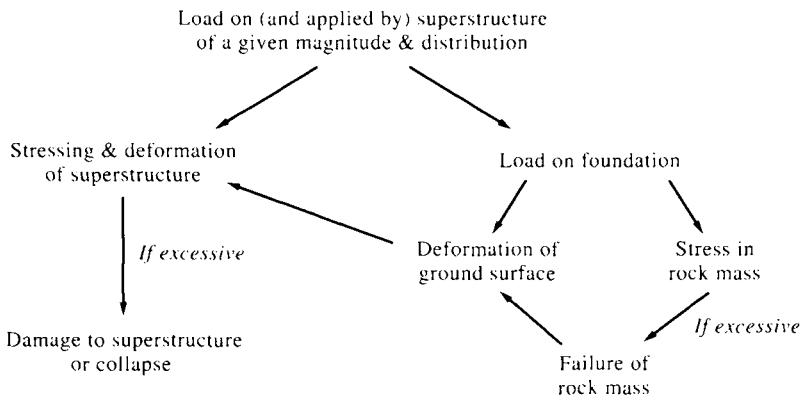 Load on (and applied by) superstructure
of a given magnitude & distribution
Stressing & deformation
of superstructure
Load on foundation
If excessive
Deformation of
ground surface
Stress in
rock mass
If excessive
Damage to superstructure
or collapse
Failure of
rock mass